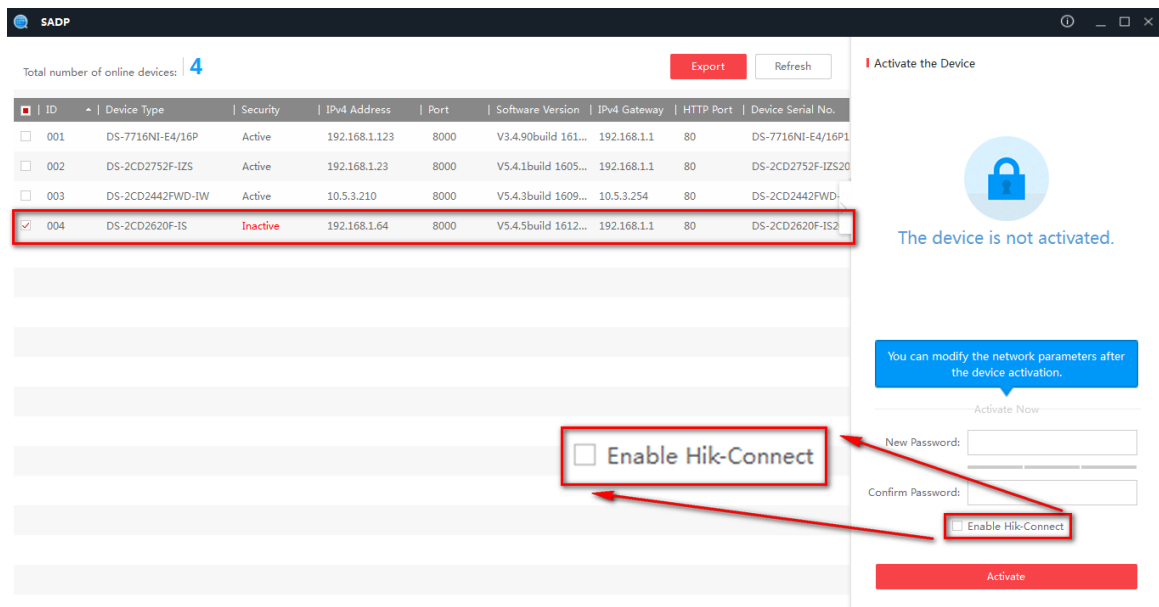 SADP
Total number of online devices: 4
Export
Refresh
ID | Device Type | Security | IPv4 Address | Port | Software Version | IPv4 Gateway | HTTP Port | Device Serial No.
001 DS-7716NI-E4/16P Active 192.168.1.123 8000 V3.4.90build 161... 192.168.1.1 80 DS-7716NI-E4/16P1
002 DS-2CD2752F-IZS Active 192.168.1.23 8000 V5.4.1build 1605... 192.168.1.1 80 DS-2CD2752F-IZS20
003 DS-2CD2442FWD-IW Active 10.5.3.210 8000 V5.4.3build 1609... 10.5.3.254 80 DS-2CD2442FWD-
004 DS-2CD2620F-IS Inactive 192.168.1.64 8000 V5.4.5build 1612... 192.168.1.1 80 DS-2CD2620F-IS2
Enable Hik-Connect
Activate the Device
The device is not activated.
You can modify the network parameters after
the device activation.
Activate Now
New Password:
Confirm Password:
Enable Hik-Connect
Activate